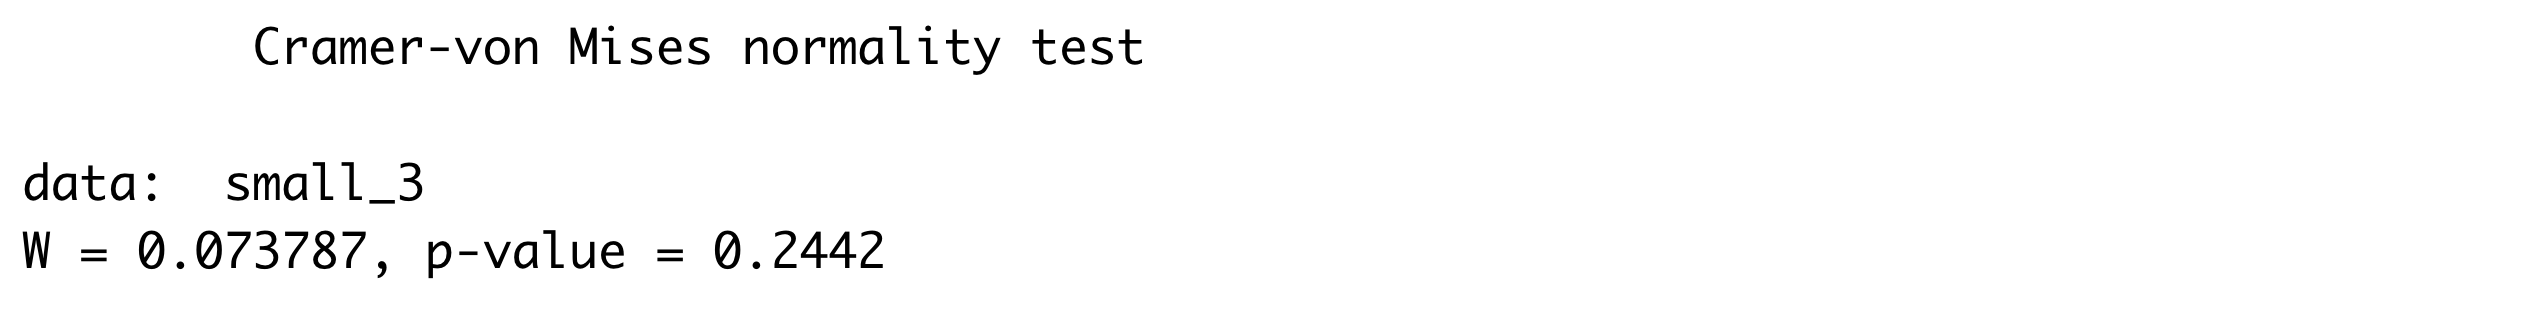 Cramer-von Mises normality test
data:  small_3
W = 0.073787, p-value = 0.2442